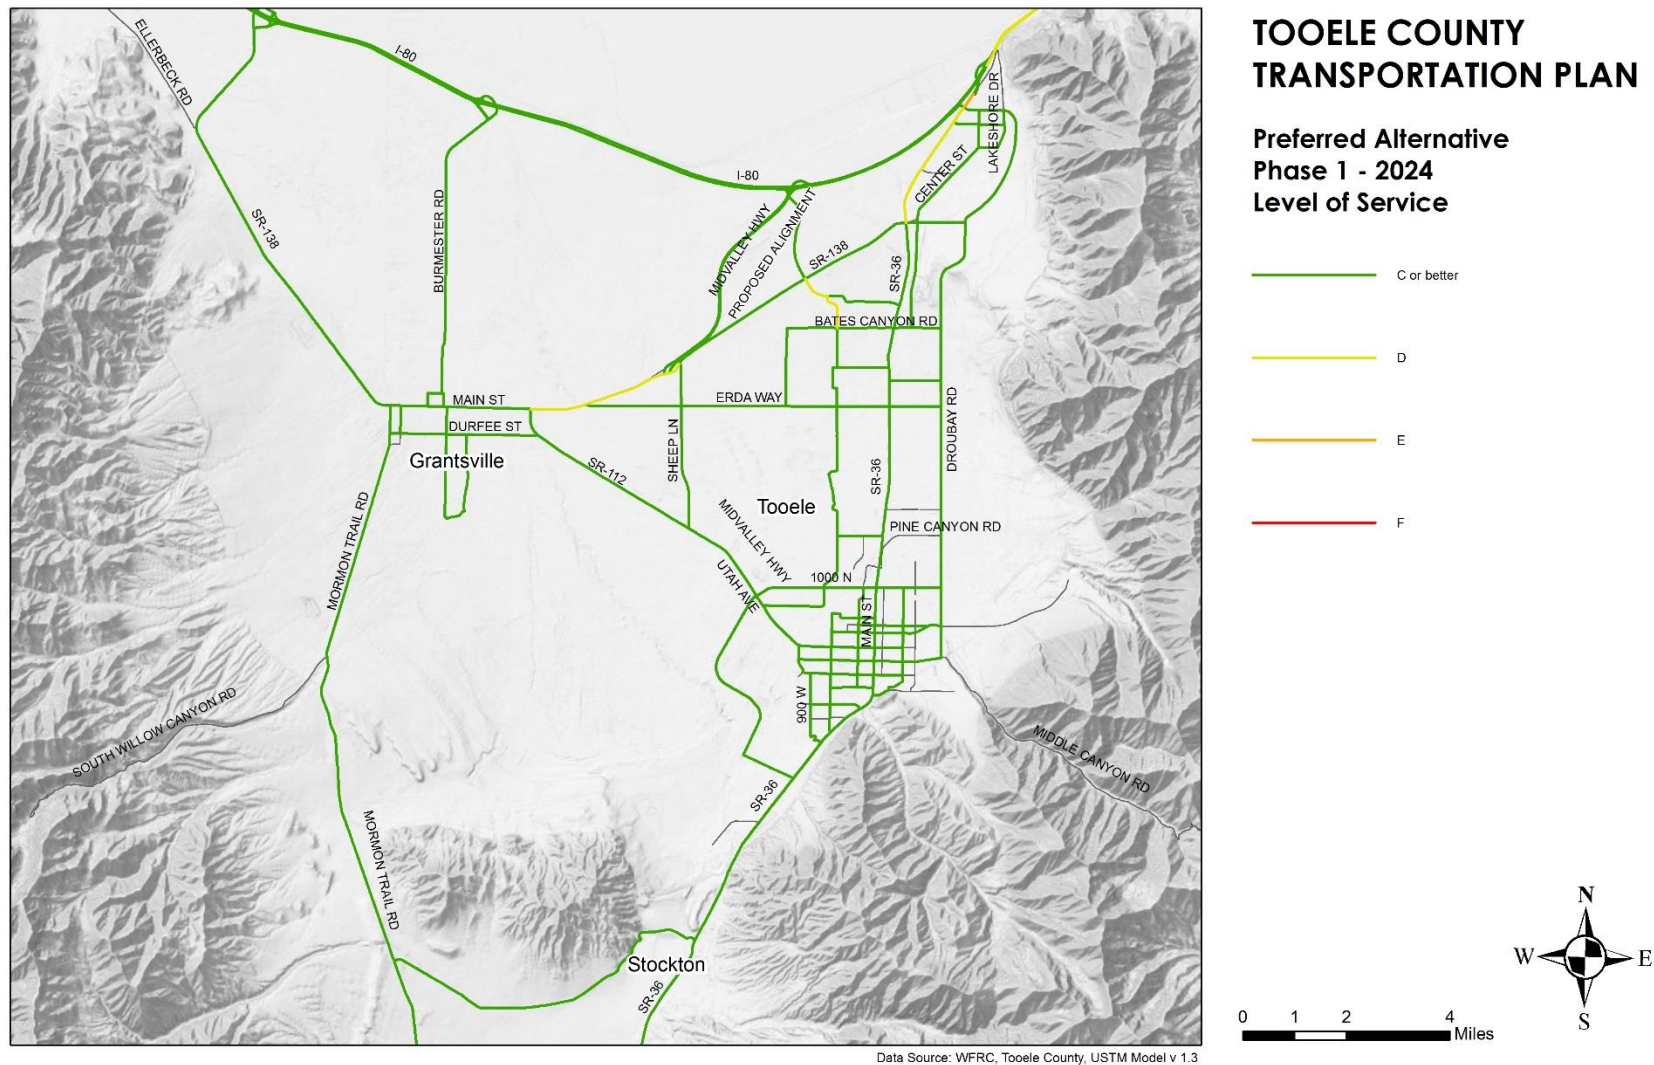 TOOELE COUNTY
TRANSPORTATION PLAN
Preferred Alternative
Phase 1 - 2024
Level of Service
C or better
D
E
F
ELLERBECK RD
I-80
LAKESHORE DR
CENTER ST
I-80
SR-138
BURMESTER RD
MIDVALLEY HWY
PROPOSED ALIGNMENT
SR-138
SR-36
BATES CANYON RD
MAIN ST
ERDA WAY
DURFEE ST
Grantsville
SR-112
SHEEP LN
SR-36
DROUBAY RD
Tooele
MORMON TRAIL RD
MIDVALLEY HWY
PINE CANYON RD
UTAH AVE
1000 N
MAIN ST
900 W
SOUTH WILLOW CANYON RD
MIDDLE CANYON RD
SR-36
MORMON TRAIL RD
Stockton
SR-36
N
W
E
S
0 1 2 4
Miles
Data Source: WFRC, Tooele County, USTM Model v 1.3